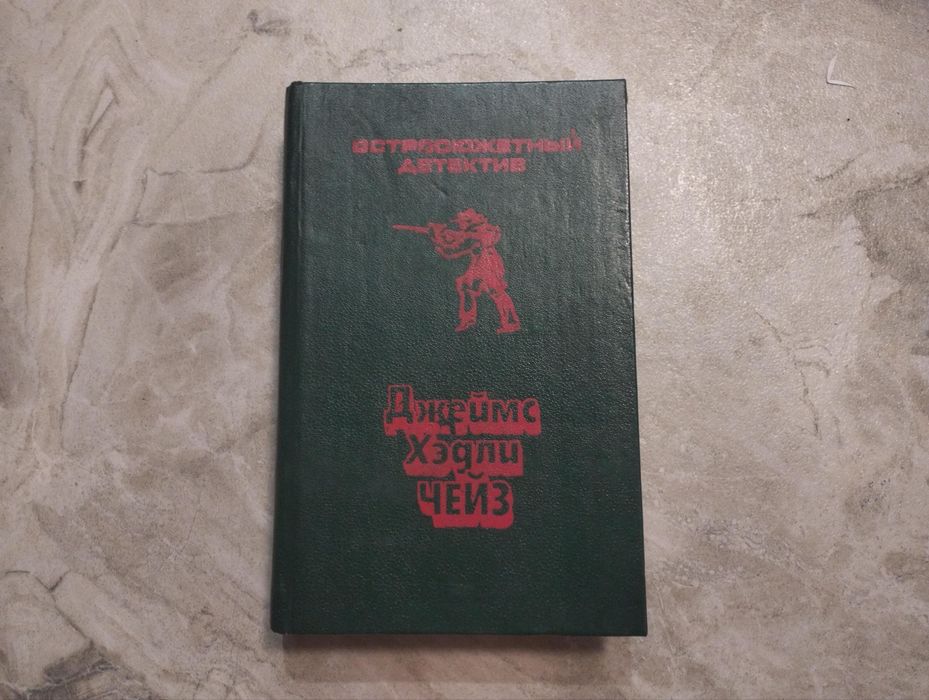 ОСТРОСЮЖЕТНЫЙ
ДЕТЕКТИВ
Джеймс
Хэдли
ЧЕЙЗ